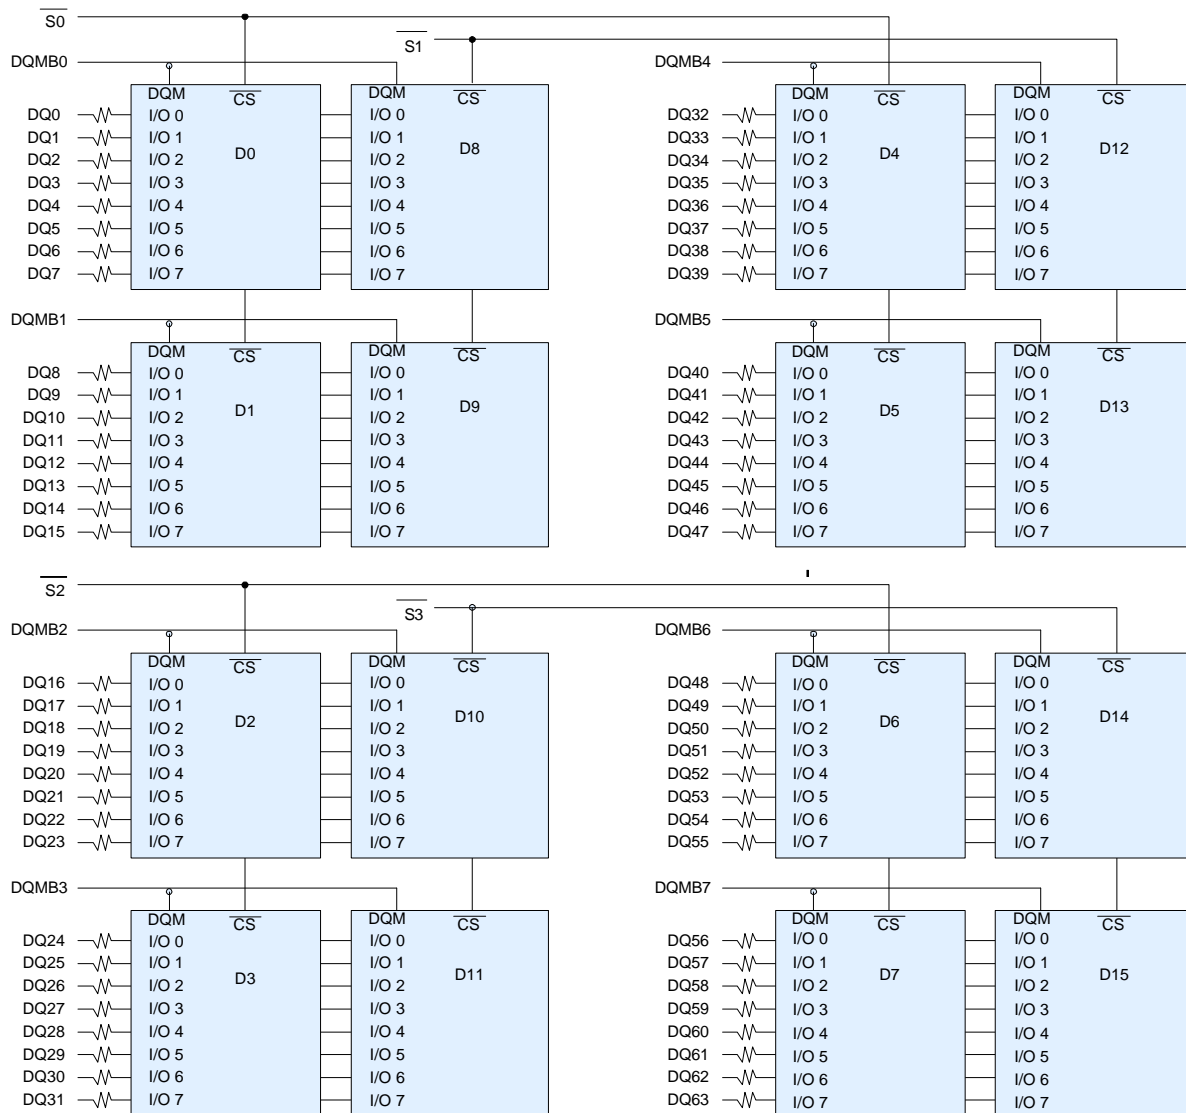 S0
S1
DQMB0 DQMB4
DQM CS DQM CS DQM CS DQM CS
DQ0 I/O 0 I/O 0 DQ32 I/O 0 I/O 0
DQ1 I/O 1 I/O 1 DQ33 I/O 1 I/O 1
D0 D8 D4 D12
DQ2 I/O 2 I/O 2 DQ34 I/O 2 I/O 2
DQ3 I/O 3 I/O 3 DQ35 I/O 3 I/O 3
DQ4 I/O 4 I/O 4 DQ36 I/O 4 I/O 4
DQ5 I/O 5 I/O 5 DQ37 I/O 5 I/O 5
DQ6 I/O 6 I/O 6 DQ38 I/O 6 I/O 6
DQ7 I/O 7 I/O 7 DQ39 I/O 7 I/O 7
DQMB1 DQMB5
DQM CS DQM CS DQM CS DQM CS
DQ8 I/O 0 I/O 0 DQ40 I/O 0 I/O 0
DQ9 I/O 1 I/O 1 DQ41 I/O 1 I/O 1
D1 D9 D5 D13
DQ10 I/O 2 I/O 2 DQ42 I/O 2 I/O 2
DQ11 I/O 3 I/O 3 DQ43 I/O 3 I/O 3
DQ12 I/O 4 I/O 4 DQ44 I/O 4 I/O 4
DQ13 I/O 5 I/O 5 DQ45 I/O 5 I/O 5
DQ14 I/O 6 I/O 6 DQ46 I/O 6 I/O 6
DQ15 I/O 7 I/O 7 DQ47 I/O 7 I/O 7
S2
S3
DQMB2 DQMB6
DQM CS DQM CS DQM CS DQM CS
DQ16 I/O 0 I/O 0 DQ48 I/O 0 I/O 0
DQ17 I/O 1 I/O 1 DQ49 I/O 1 I/O 1
D2 D10 D6 D14
DQ18 I/O 2 I/O 2 DQ50 I/O 2 I/O 2
DQ19 I/O 3 I/O 3 DQ51 I/O 3 I/O 3
DQ20 I/O 4 I/O 4 DQ52 I/O 4 I/O 4
DQ21 I/O 5 I/O 5 DQ53 I/O 5 I/O 5
DQ22 I/O 6 I/O 6 DQ54 I/O 6 I/O 6
DQ23 I/O 7 I/O 7 DQ55 I/O 7 I/O 7
DQMB3 DQMB7
DQM CS DQM CS DQM CS DQM CS
DQ24 I/O 0 I/O 0 DQ56 I/O 0 I/O 0
DQ25 I/O 1 I/O 1 DQ57 I/O 1 I/O 1
D3 D11 D7 D15
DQ26 I/O 2 I/O 2 DQ58 I/O 2 I/O 2
DQ27 I/O 3 I/O 3 DQ59 I/O 3 I/O 3
DQ28 I/O 4 I/O 4 DQ60 I/O 4 I/O 4
DQ29 I/O 5 I/O 5 DQ61 I/O 5 I/O 5
DQ30 I/O 6 I/O 6 DQ62 I/O 6 I/O 6
DQ31 I/O 7 I/O 7 DQ63 I/O 7 I/O 7